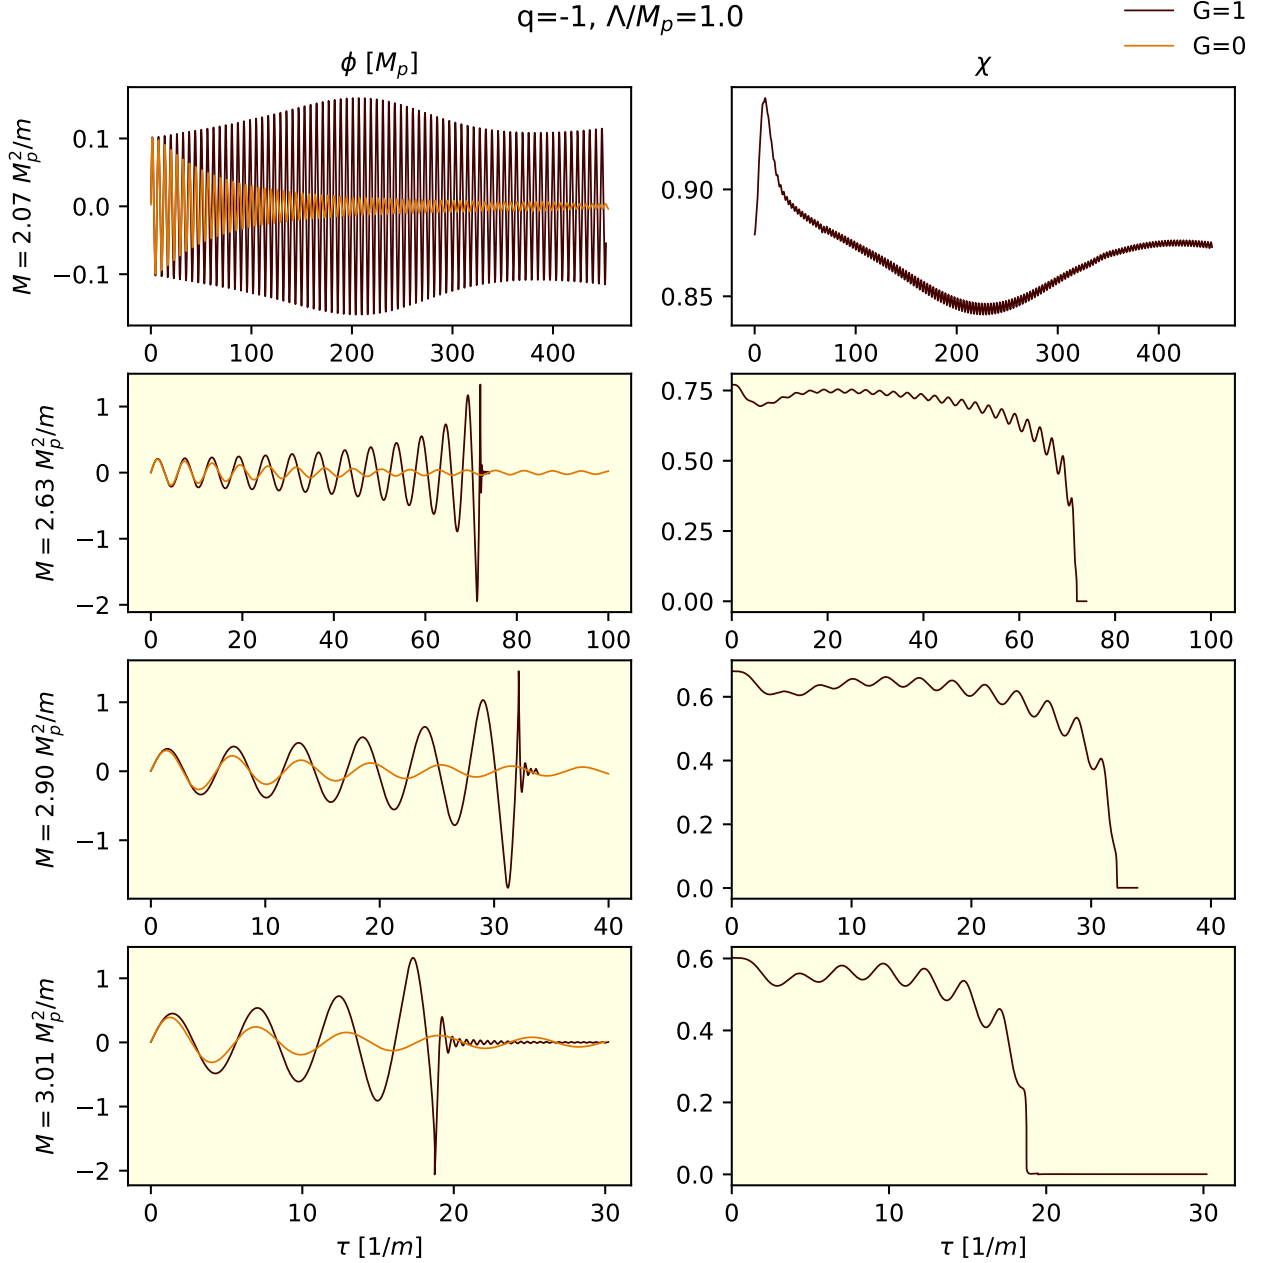 q=-1, Λ/M_p=1.0
G=1
G=0
ϕ [M_p]
χ
M = 2.07 M_p^2/m
0.1
0.0
−0.1
0 100 200 300 400
0.90
0.85
0 100 200 300 400
M = 2.63 M_p^2/m
1
0
−1
−2
0 20 40 60 80 100
0.75
0.50
0.25
0.00
0 20 40 60 80 100
M = 2.90 M_p^2/m
1
0
−1
0 10 20 30 40
0.6
0.4
0.2
0.0
0 10 20 30 40
M = 3.01 M_p^2/m
1
0
−1
−2
0 10 20 30
τ [1/m]
0.6
0.4
0.2
0.0
0 10 20 30
τ [1/m]